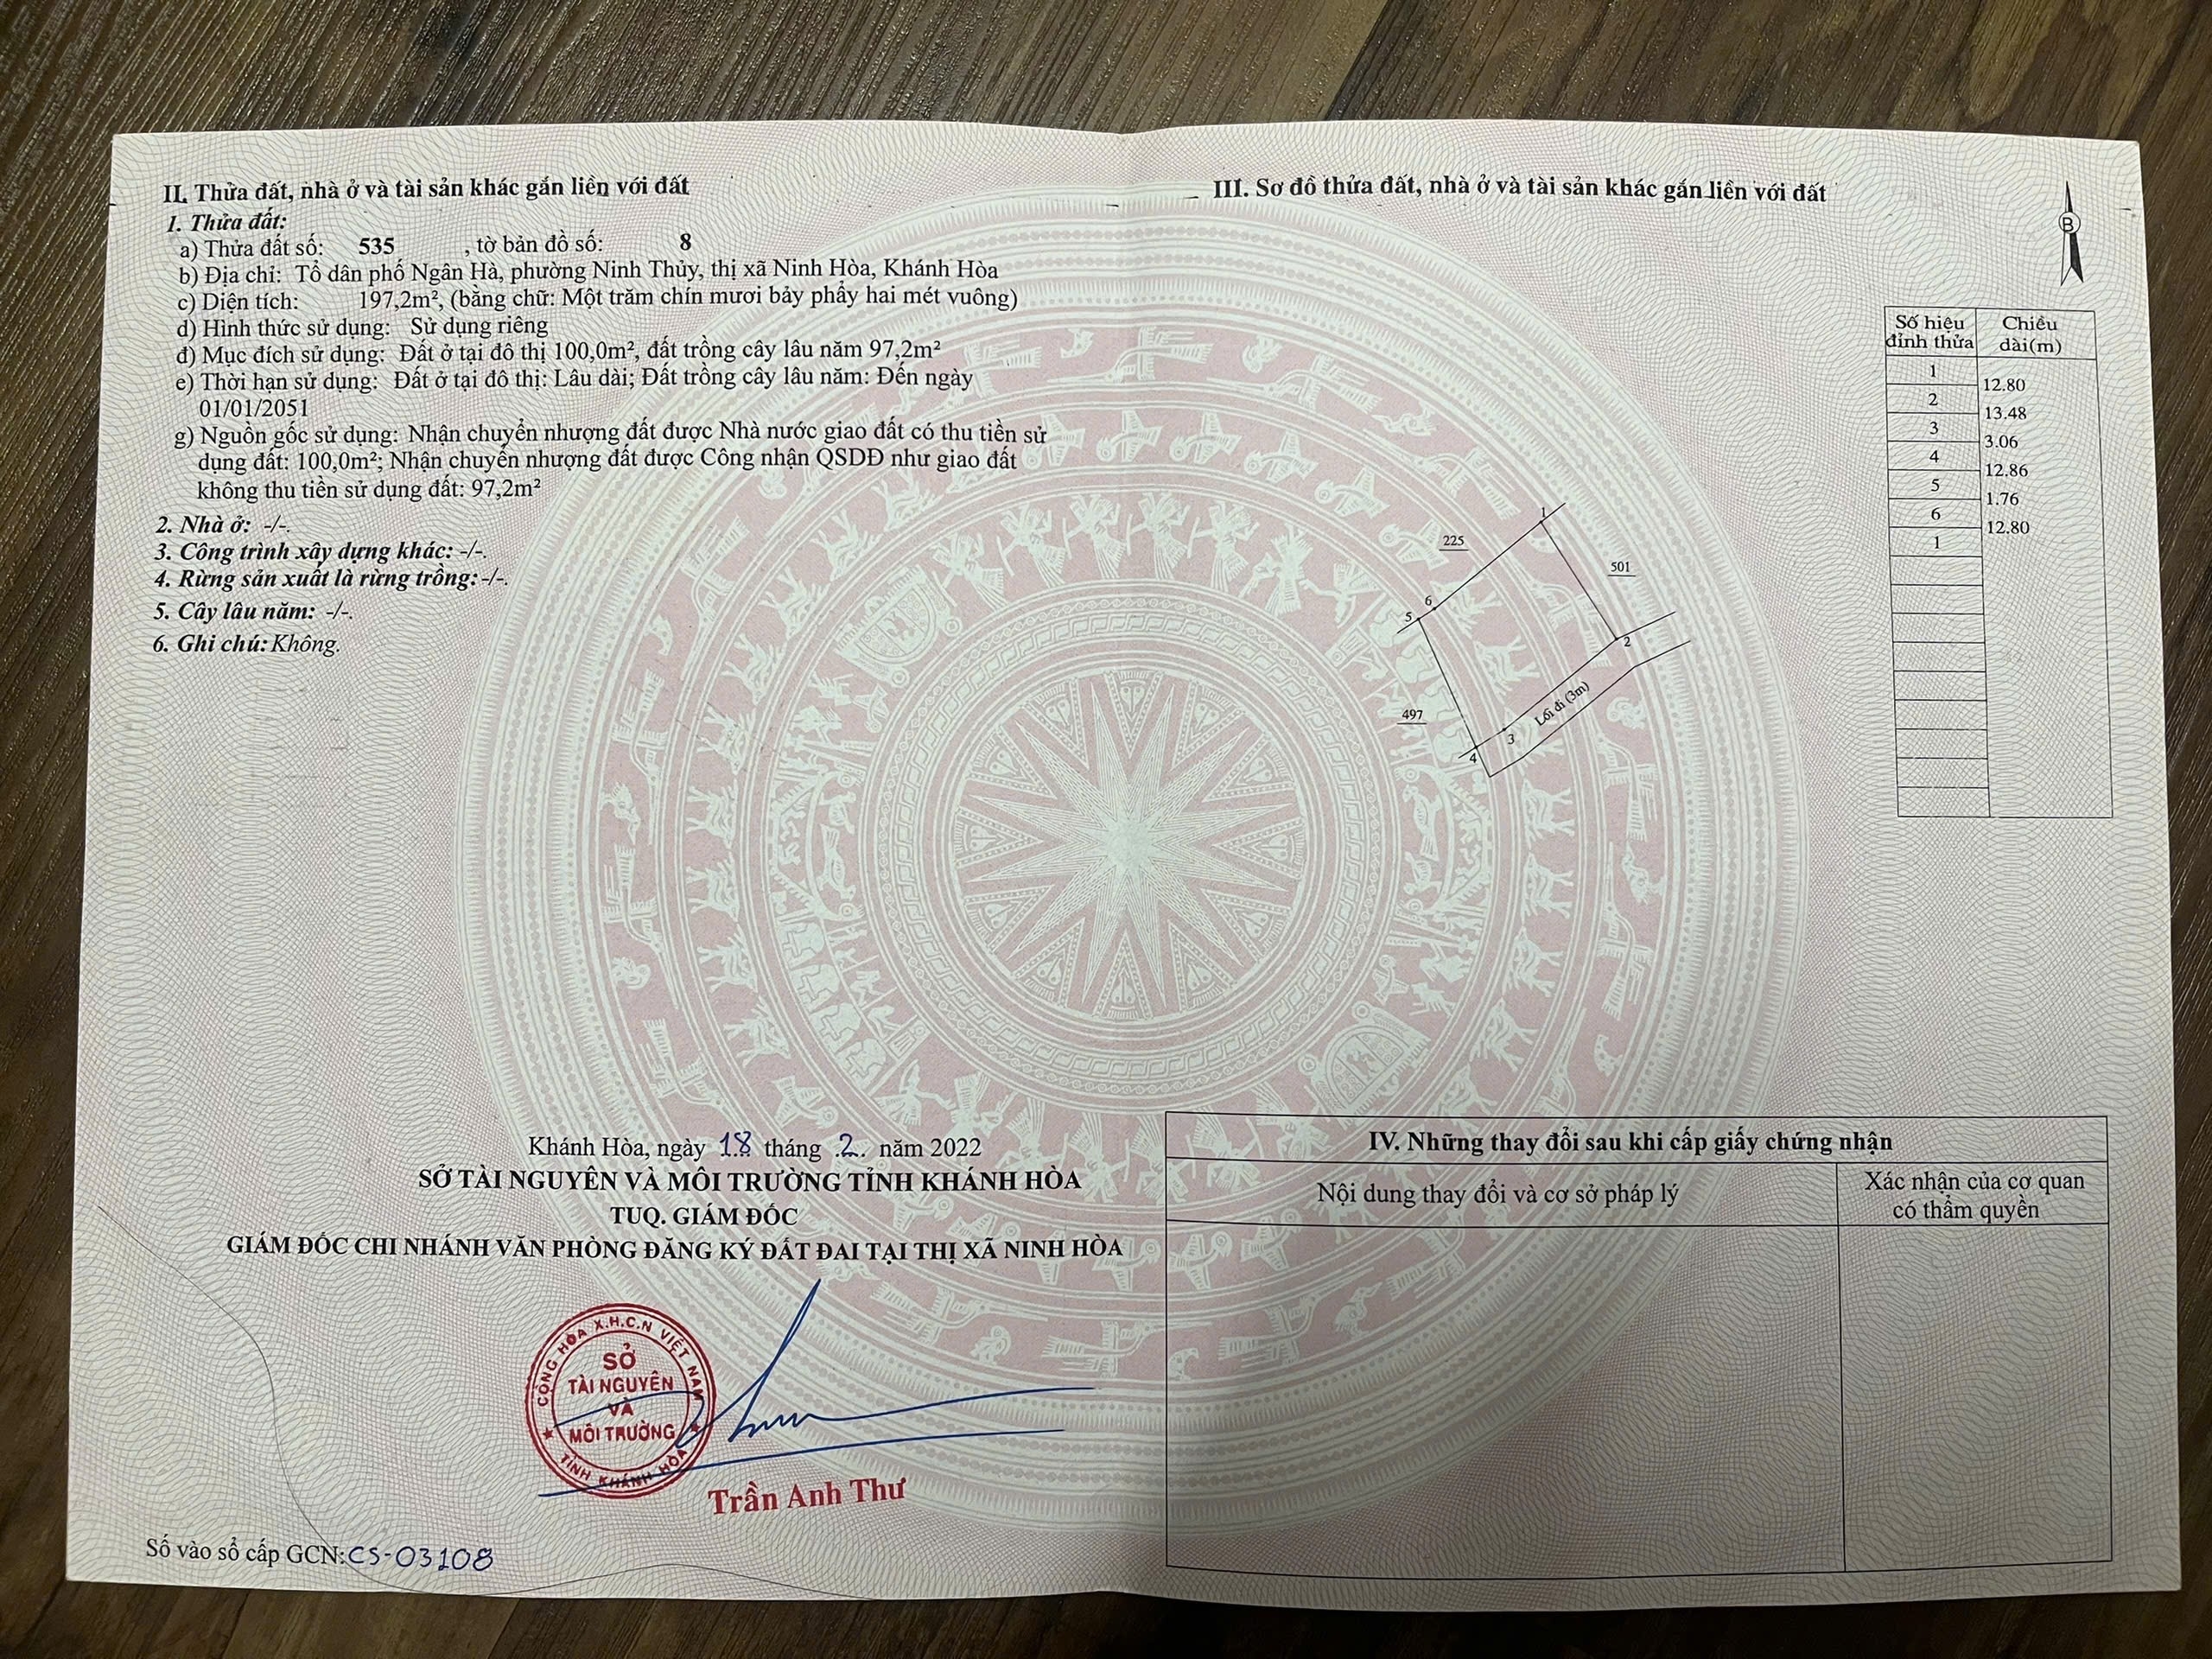 II. Thửa đất, nhà ở và tài sản khác gắn liền với đất
1. Thửa đất:
a) Thửa đất số: 535 , tờ bản đồ số: 8
b) Địa chỉ: Tổ dân phố Ngân Hà, phường Ninh Thủy, thị xã Ninh Hòa, Khánh Hòa
c) Diện tích: 197,2m², (bằng chữ: Một trăm chín mươi bảy phẩy hai mét vuông)
d) Hình thức sử dụng: Sử dụng riêng
đ) Mục đích sử dụng: Đất ở tại đô thị 100,0m², đất trồng cây lâu năm 97,2m²
e) Thời hạn sử dụng: Đất ở tại đô thị: Lâu dài; Đất trồng cây lâu năm: Đến ngày
01/01/2051
g) Nguồn gốc sử dụng: Nhận chuyển nhượng đất được Nhà nước giao đất có thu tiền sử
dụng đất: 100,0m²; Nhận chuyển nhượng đất được Công nhận QSDĐ như giao đất
không thu tiền sử dụng đất: 97,2m²
2. Nhà ở: -/-.
3. Công trình xây dựng khác: -/-.
4. Rừng sản xuất là rừng trồng: -/-.
5. Cây lâu năm: -/-.
6. Ghi chú: Không.
Khánh Hòa, ngày 18 tháng .2. năm 2022
SỞ TÀI NGUYÊN VÀ MÔI TRƯỜNG TỈNH KHÁNH HÒA
TUQ. GIÁM ĐỐC
GIÁM ĐỐC CHI NHÁNH VĂN PHÒNG ĐĂNG KÝ ĐẤT ĐAI TẠI THỊ XÃ NINH HÒA
CỘNG HÒA X.H.C.N VIỆT NAM
SỞ
TÀI NGUYÊN
VÀ
MÔI TRƯỜNG
TỈNH KHÁNH HÒA
Trần Anh Thư
Số vào sổ cấp GCN: CS-03108
III. Sơ đồ thửa đất, nhà ở và tài sản khác gắn liền với đất
B
Số hiệu đỉnh thửa Chiều dài(m)
1
12.80
2
13.48
3
3.06
4
12.86
5
1.76
6
12.80
1
1
225
501
6
5
2
Lối đi (3m)
497
3
4
IV. Những thay đổi sau khi cấp giấy chứng nhận
Nội dung thay đổi và cơ sở pháp lý
Xác nhận của cơ quan
có thẩm quyền